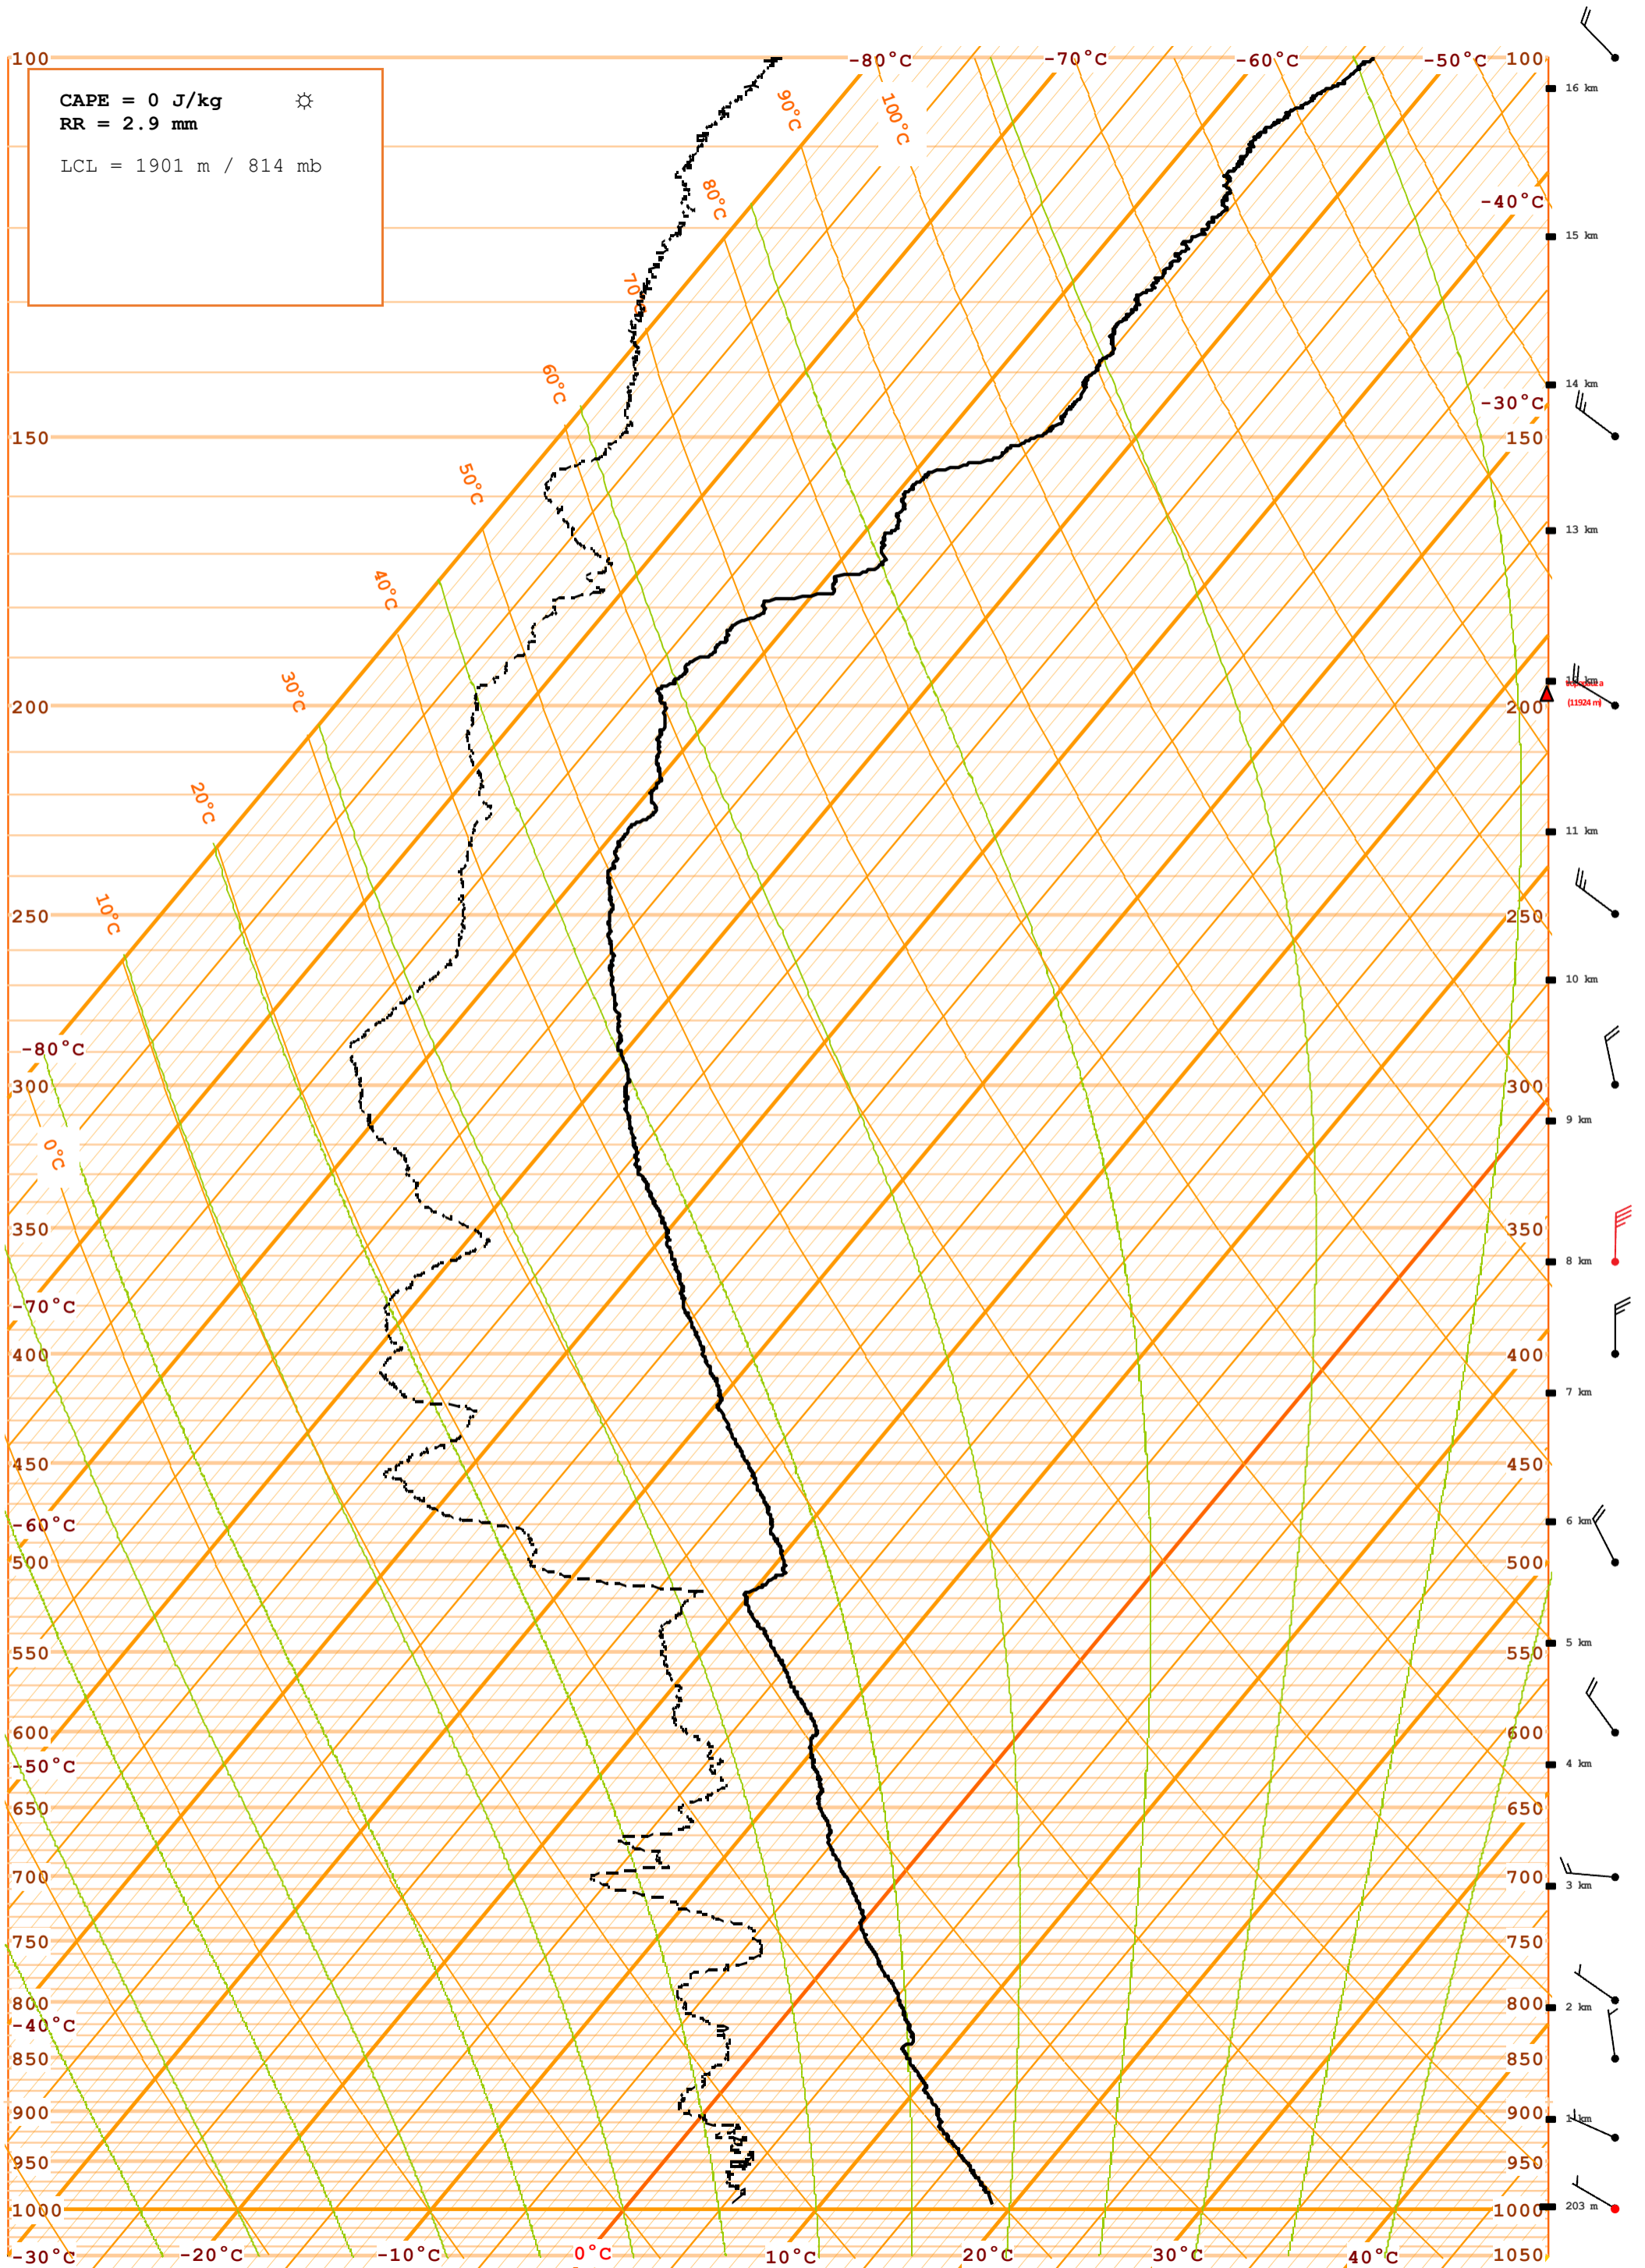 -80°C -70°C -60°C -50°C
100 100
16 km
CAPE = 0 J/kg ☼
RR = 2.9 mm
LCL = 1901 m / 814 mb
90°C 100°C
80°C
-40°C
15 km
70°
60°C
14 km
-30°C
150 150
50°C
13 km
40°C
30°C
200 200
(11924 m)
20°C
11 km
10°C
250 250
10 km
-80°C
300 300
9 km
0°C
350 350
8 km
-70°C
400 400
7 km
450 450
-60°C
6 km
500 500
5 km
550 550
600 600
-50°C
4 km
650 650
700 700
3 km
750 750
800 800
2 km
-40°C
850 850
900 900
1 km
950 950
1000 1000
203 m
-30°C -20°C -10°C 0°C 10°C 20°C 30°C 40°C 1050